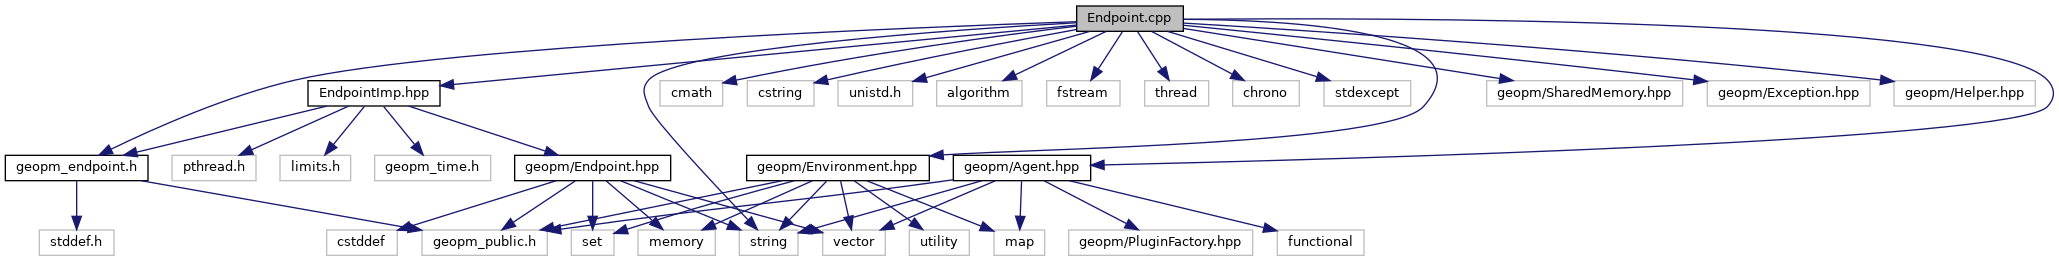 Endpoint.cpp
EndpointImp.hpp
cmath
cstring
unistd.h
algorithm
fstream
thread
chrono
stdexcept
geopm/SharedMemory.hpp
geopm/Exception.hpp
geopm/Helper.hpp
geopm_endpoint.h
pthread.h
limits.h
geopm_time.h
geopm/Endpoint.hpp
geopm/Environment.hpp
geopm/Agent.hpp
stddef.h
cstddef
geopm_public.h
set
memory
string
vector
utility
map
geopm/PluginFactory.hpp
functional